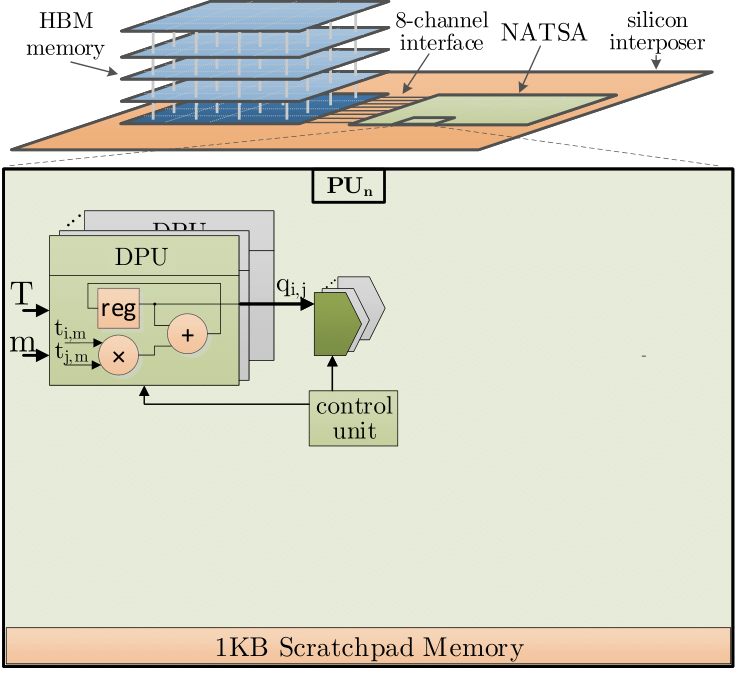 HBM
memory
8-channel
interface
NATSA
silicon
interposer
PUn
DPU
DPU
T
m
reg
ti,m
tj,m
×
+
qi,j
control
unit
1KB Scratchpad Memory